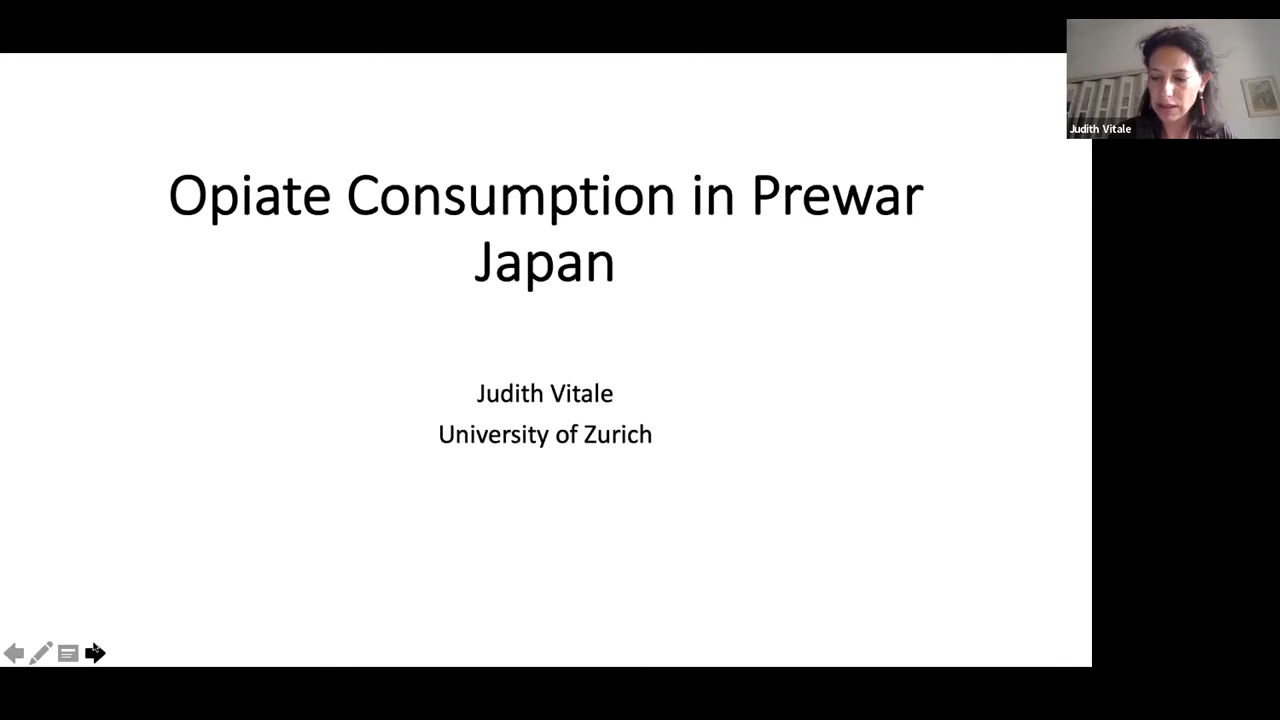 Opiate Consumption in Prewar
Japan
Judith Vitale
University of Zurich
Judith Vitale